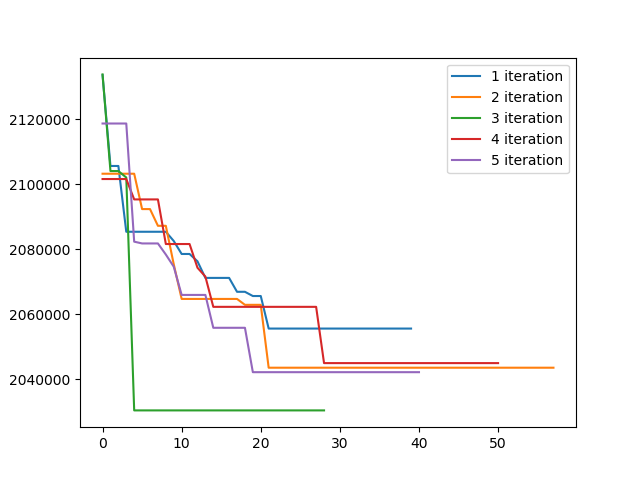 1 iteration
2 iteration
3 iteration
4 iteration
5 iteration
2120000
2100000
2080000
2060000
2040000
0 10 20 30 40 50